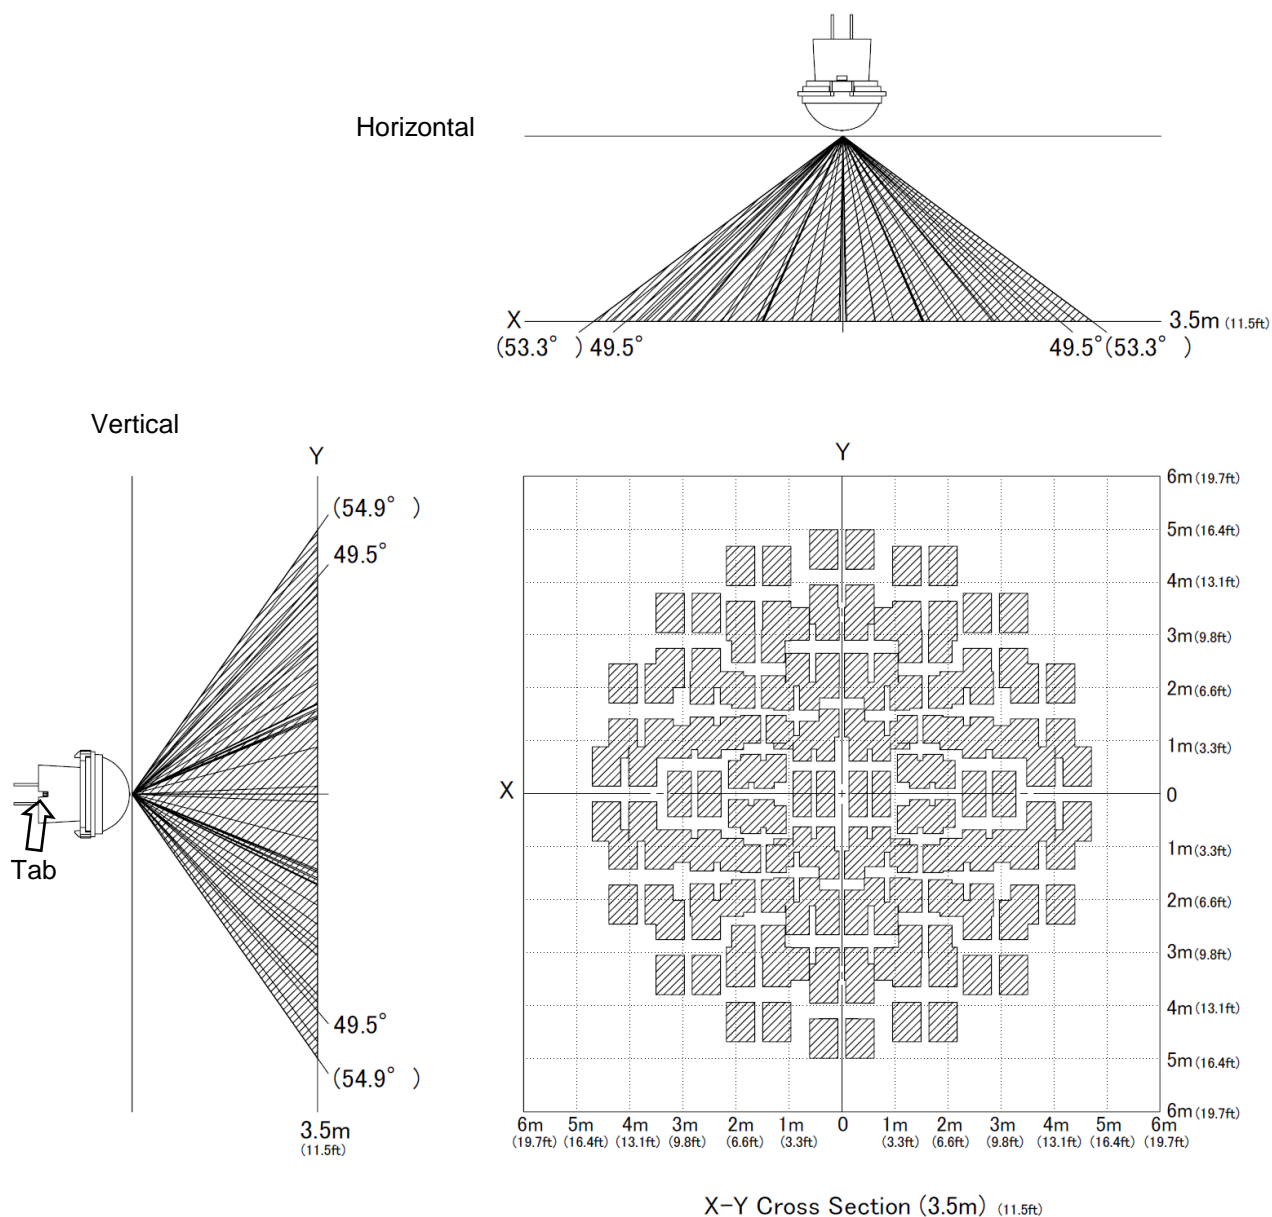 Horizontal
X
3.5m (11.5ft)
(53.3° ) 49.5°
49.5° (53.3° )
Vertical
Y
(54.9° )
49.5°
Tab
49.5°
(54.9° )
3.5m
(11.5ft)
Y
6m (19.7ft)
5m (16.4ft)
4m (13.1ft)
3m (9.8ft)
2m (6.6ft)
1m (3.3ft)
X
0
1m (3.3ft)
2m (6.6ft)
3m (9.8ft)
4m (13.1ft)
5m (16.4ft)
6m (19.7ft)
6m 5m 4m 3m 2m 1m 0 1m 2m 3m 4m 5m 6m
(19.7ft) (16.4ft) (13.1ft) (9.8ft) (6.6ft) (3.3ft) (3.3ft) (6.6ft) (9.8ft) (13.1ft) (16.4ft) (19.7ft)
X-Y Cross Section (3.5m) (11.5ft)